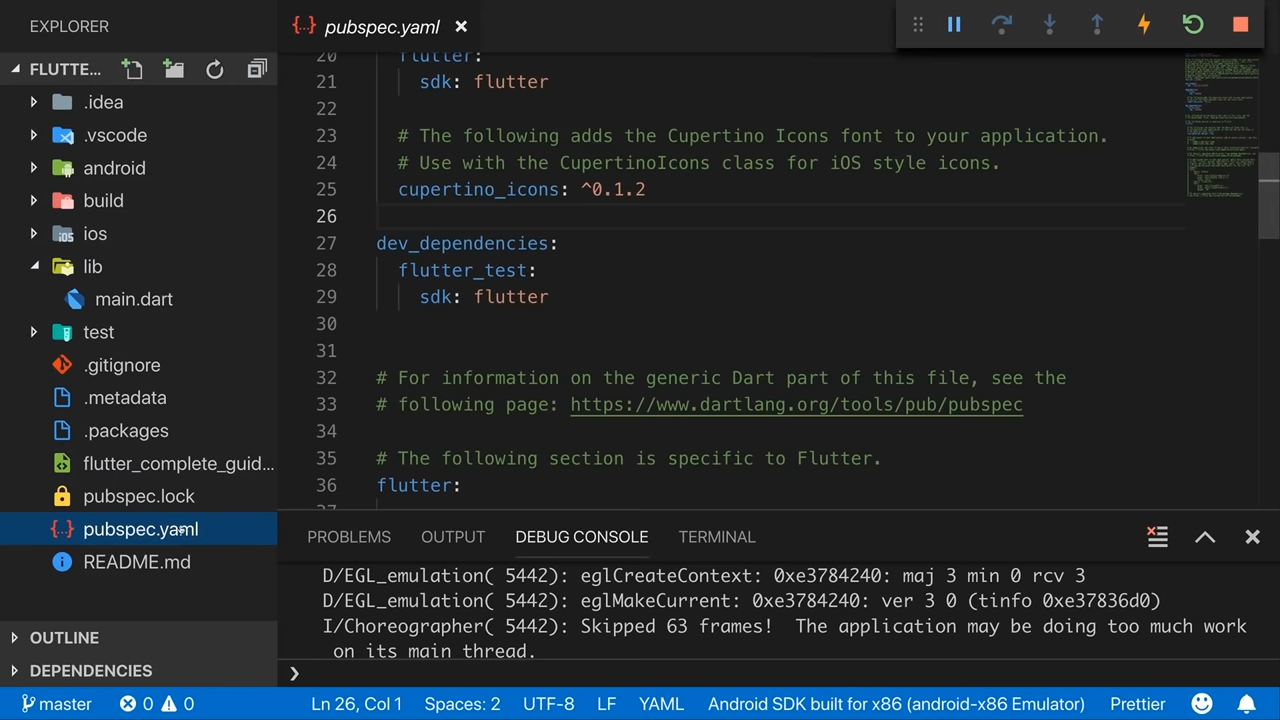 EXPLORER
pubspec.yaml
FLUTTE...
.idea
.vscode
android
build
ios
lib
main.dart
test
.gitignore
.metadata
.packages
flutter_complete_guid...
pubspec.lock
pubspec.yaml
README.md
OUTLINE
DEPENDENCIES
20 flutter:
21 sdk: flutter
22
23 # The following adds the Cupertino Icons font to your application.
24 # Use with the CupertinoIcons class for iOS style icons.
25 cupertino_icons: ^0.1.2
26
27 dev_dependencies:
28 flutter_test:
29 sdk: flutter
30
31
32 # For information on the generic Dart part of this file, see the
33 # following page: https://www.dartlang.org/tools/pub/pubspec
34
35 # The following section is specific to Flutter.
36 flutter:
37
PROBLEMS OUTPUT DEBUG CONSOLE TERMINAL
D/EGL_emulation( 5442): eglCreateContext: 0xe3784240: maj 3 min 0 rcv 3
D/EGL_emulation( 5442): eglMakeCurrent: 0xe3784240: ver 3 0 (tinfo 0xe37836d0)
I/Choreographer( 5442): Skipped 63 frames!  The application may be doing too much work
on its main thread.
master 0 0 Ln 26, Col 1 Spaces: 2 UTF-8 LF YAML Android SDK built for x86 (android-x86 Emulator) Prettier